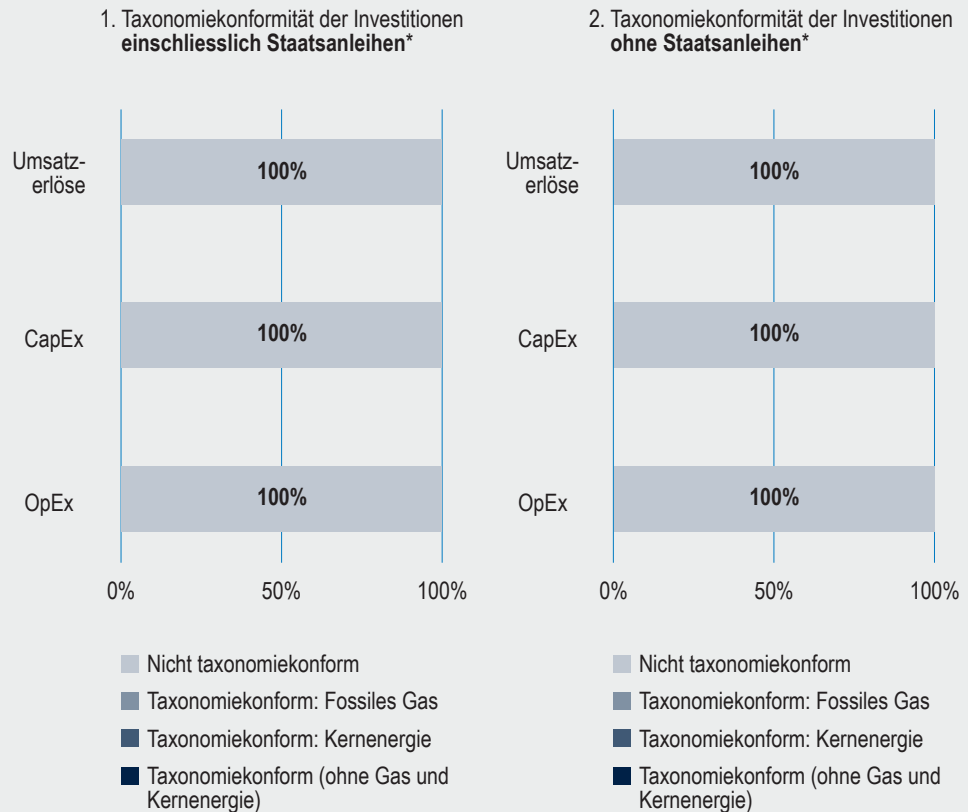 1. Taxonomiekonformität der Investitionen
einschliesslich Staatsanleihen*
Umsatz-
erlöse
100%
CapEx
100%
OpEx
100%
0% 50% 100%
Nicht taxonomiekonform
Taxonomiekonform: Fossiles Gas
Taxonomiekonform: Kernenergie
Taxonomiekonform (ohne Gas und
Kernenergie)
2. Taxonomiekonformität der Investitionen
ohne Staatsanleihen*
Umsatz-
erlöse
100%
CapEx
100%
OpEx
100%
0% 50% 100%
Nicht taxonomiekonform
Taxonomiekonform: Fossiles Gas
Taxonomiekonform: Kernenergie
Taxonomiekonform (ohne Gas und
Kernenergie)